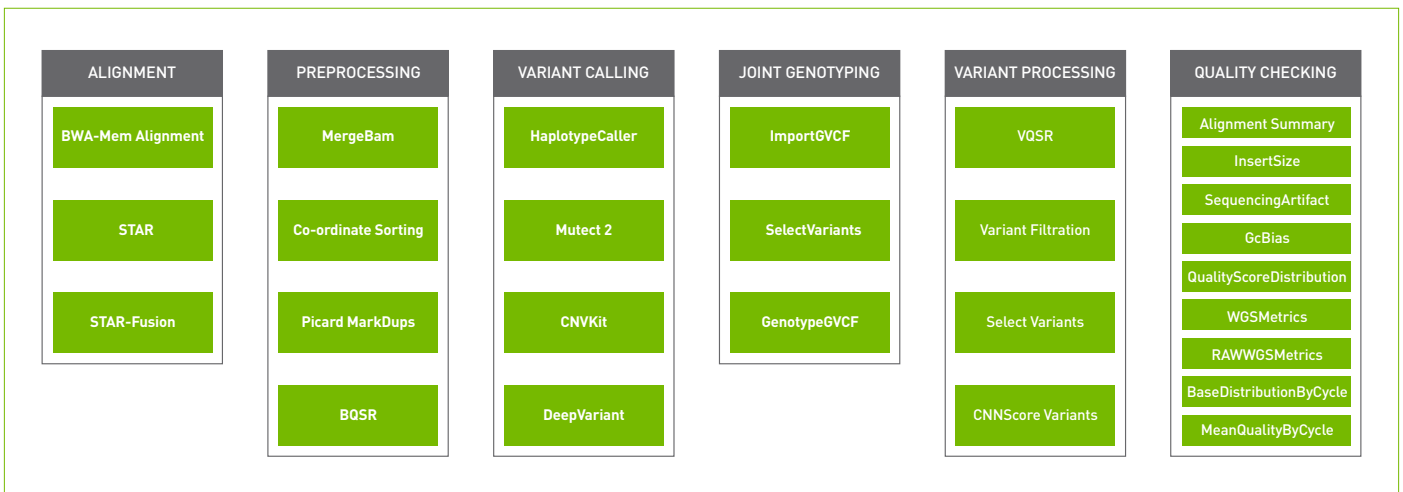 ALIGNMENT
BWA-Mem Alignment
STAR
STAR-Fusion
PREPROCESSING
MergeBam
Co-ordinate Sorting
Picard MarkDups
BQSR
VARIANT CALLING
HaplotypeCaller
Mutect 2
CNVKit
DeepVariant
JOINT GENOTYPING
ImportGVCF
SelectVariants
GenotypeGVCF
VARIANT PROCESSING
VQSR
Variant Filtration
Select Variants
CNNScore Variants
QUALITY CHECKING
Alignment Summary
InsertSize
SequencingArtifact
GcBias
QualityScoreDistribution
WGSMetrics
RAWWGSMetrics
BaseDistributionByCycle
MeanQualityByCycle